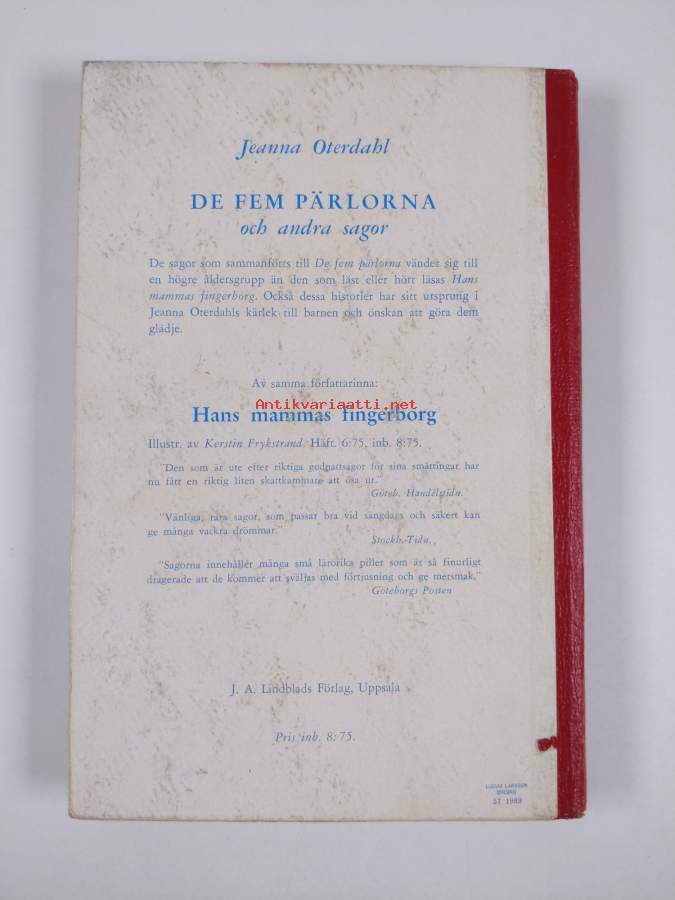 Jeanna Oterdahl
DE FEM PÄRLORNA
och andra sagor
De sagor som sammanförts till De fem pärlorna vänder sig till
en högre åldersgrupp än den som läst eller hört läsas Hans
mammas fingerborg. Också dessa historier har sitt ursprung i
Jeanna Oterdahls kärlek till barnen och önskan att göra dem
glädje.
Av samma författarinna:
Antikvariaatti.net
Hans mammas fingerborg
Illustr. av Kerstin Frykstrand. Häft. 6:75, inb. 8:75.
"Den som är ute efter riktiga godnattsagor för sina småttingar har
nu fått en riktig liten skattkammare att ösa ur."
Göteb. Handelstidn.
"Vänliga, rara sagor, som passar bra vid sängdags och säkert kan
ge många vackra drömmar."
Stockh.-Tidn.
"Sagorna innehåller många små lärorika piller som är så finurligt
dragerade att de kommer att sväljas med förtjusning och ge mersmak."
Göteborgs Posten
J. A. Lindblads Förlag, Uppsala
Pris inb. 8:75.
57 1989